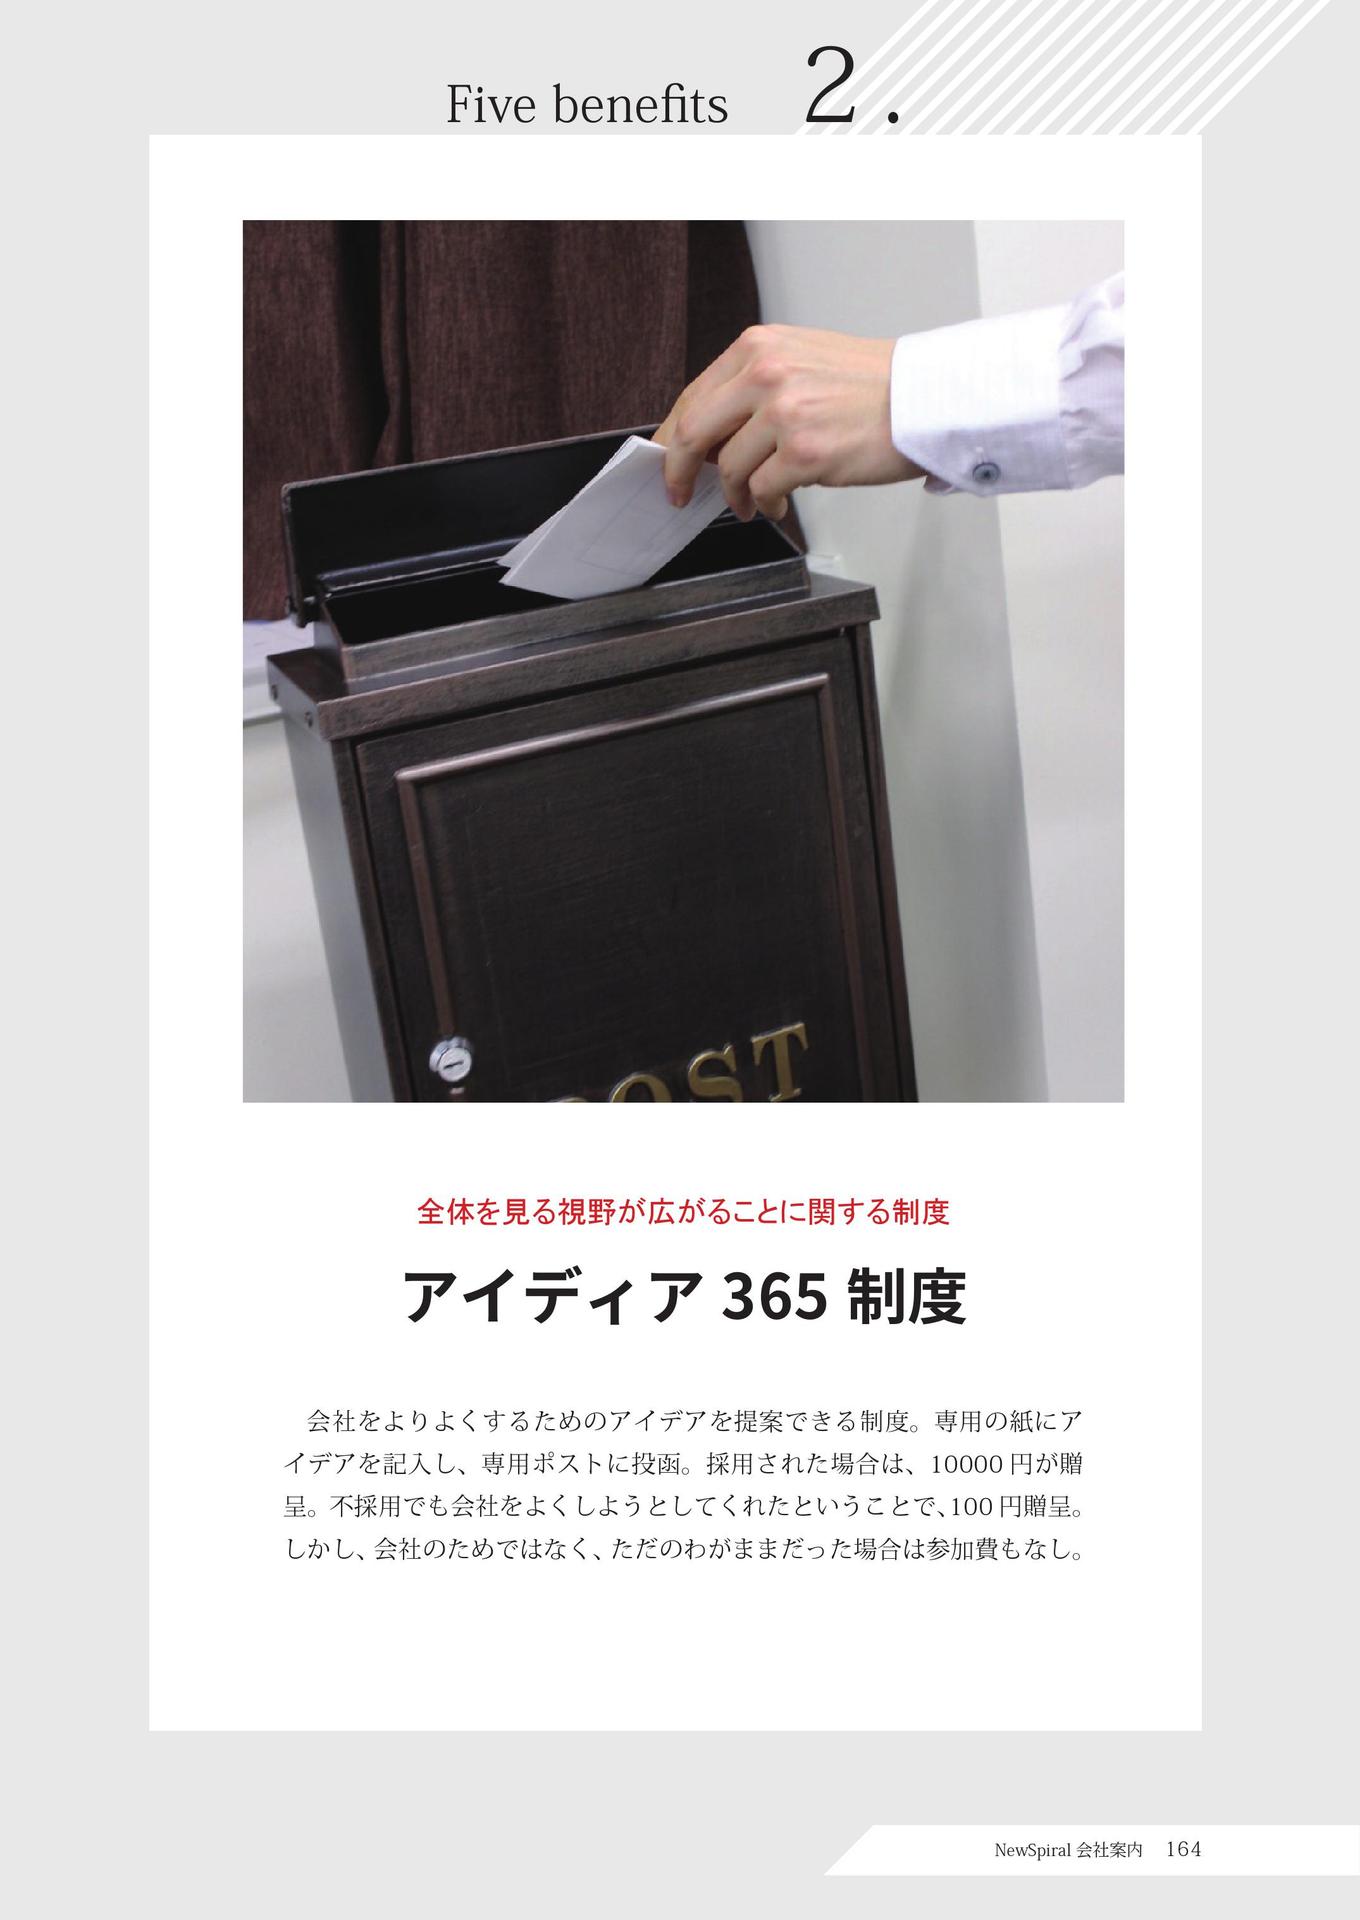 Five benefits 2.
POST
全体を見る視野が広がることに関する制度
アイディア 365 制度
会社をよりよくするためのアイデアを提案できる制度。専用の紙にア
イデアを記入し、専用ポストに投函。採用された場合は、10000 円が贈
呈。不採用でも会社をよくしようとしてくれたということで、100 円贈呈。
しかし、会社のためではなく、ただのわがままだった場合は参加費もなし。
NewSpiral 会社案内 164